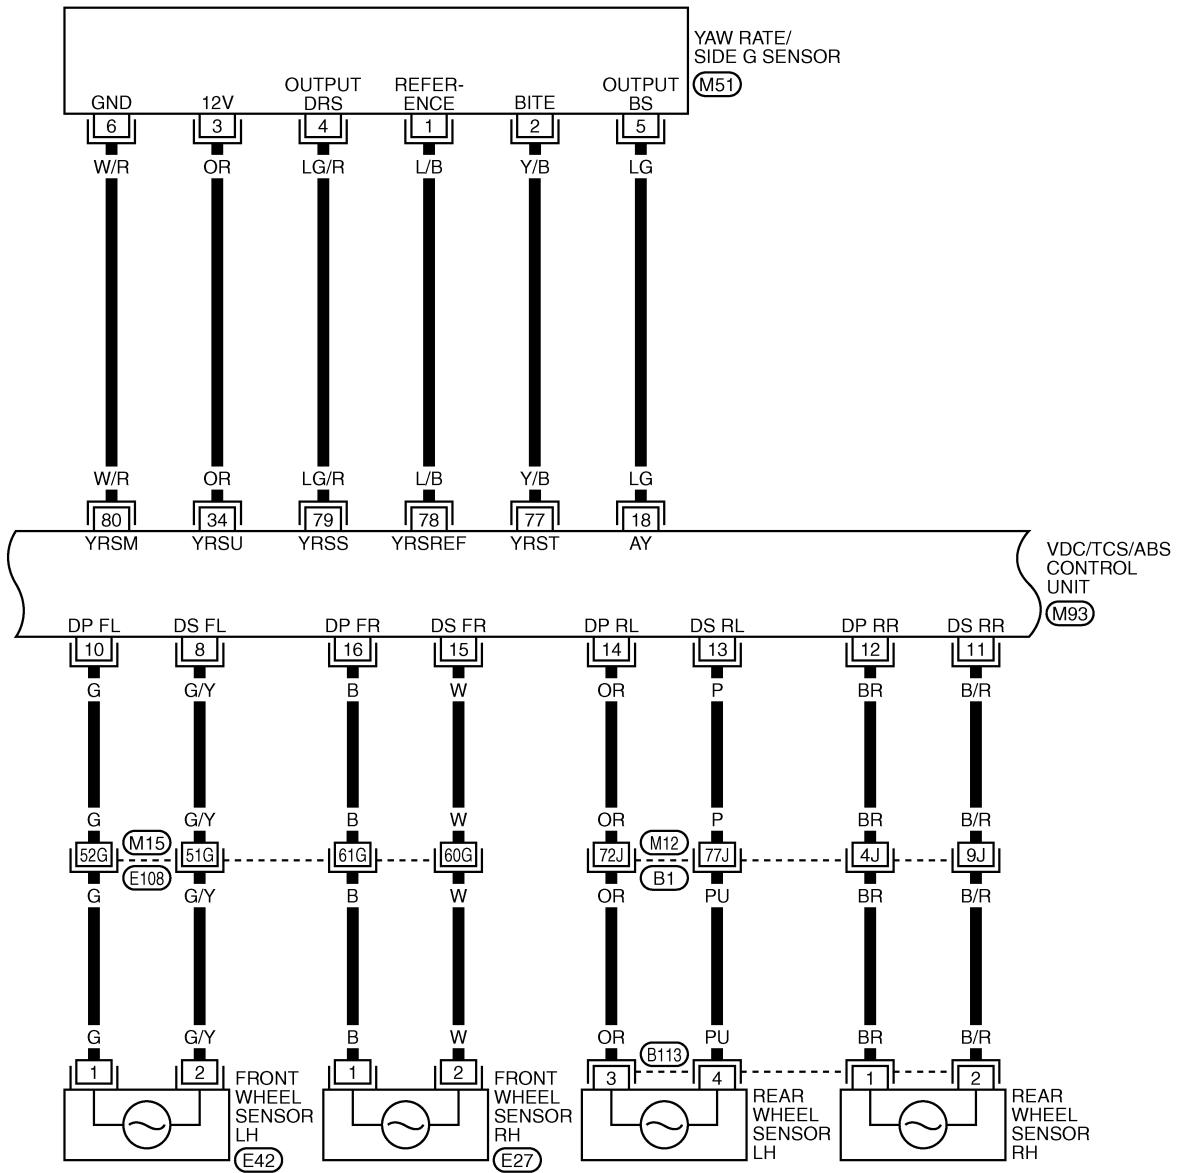 YAW RATE/
SIDE G SENSOR
M51
GND 12V OUTPUT DRS REFER-ENCE BITE OUTPUT BS
6 3 4 1 2 5
W/R OR LG/R L/B Y/B LG
W/R OR LG/R L/B Y/B LG
80 34 79 78 77 18
YRSM YRSU YRSS YRSREF YRST AY
VDC/TCS/ABS
CONTROL
UNIT
M93
DP FL DS FL DP FR DS FR DP RL DS RL DP RR DS RR
10 8 16 15 14 13 12 11
G G/Y B W OR P BR B/R
G G/Y B W OR P BR B/R
M15 M12
52G 51G 61G 60G 72J 77J 4J 9J
E108 B1
G G/Y B W OR PU BR B/R
G G/Y B W OR PU BR B/R
B113
1 2 1 2 3 4 1 2
FRONT
WHEEL
SENSOR
LH
E42
FRONT
WHEEL
SENSOR
RH
E27
REAR
WHEEL
SENSOR
LH
REAR
WHEEL
SENSOR
RH